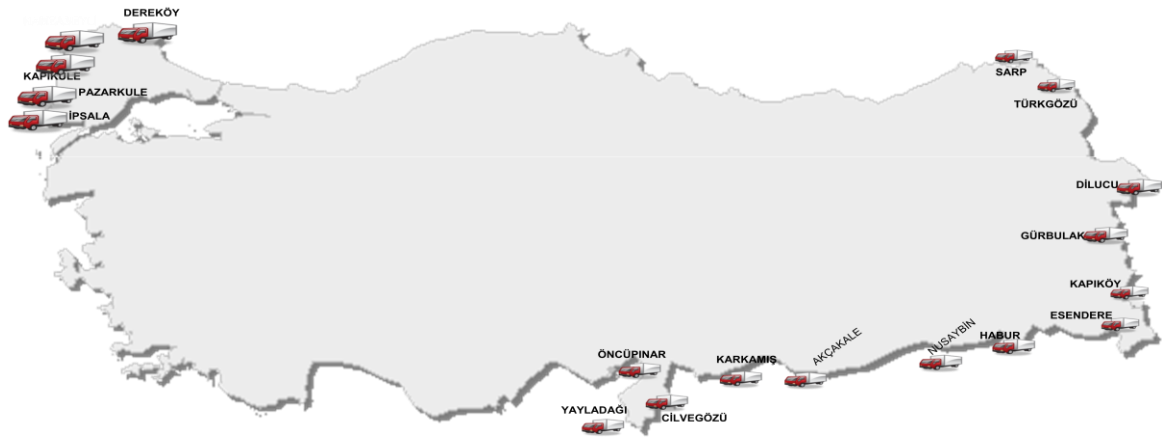 DEREKÖY
KAPIKULE
PAZARKULE
İPSALA
SARP
TÜRKGÖZÜ
DİLUCU
GÜRBULAK
KAPIKÖY
ESENDERE
HABUR
NUSAYBİN
AKÇAKALE
KARKAMIŞ
ÖNCÜPINAR
CİLVEGÖZÜ
YAYLADAĞI